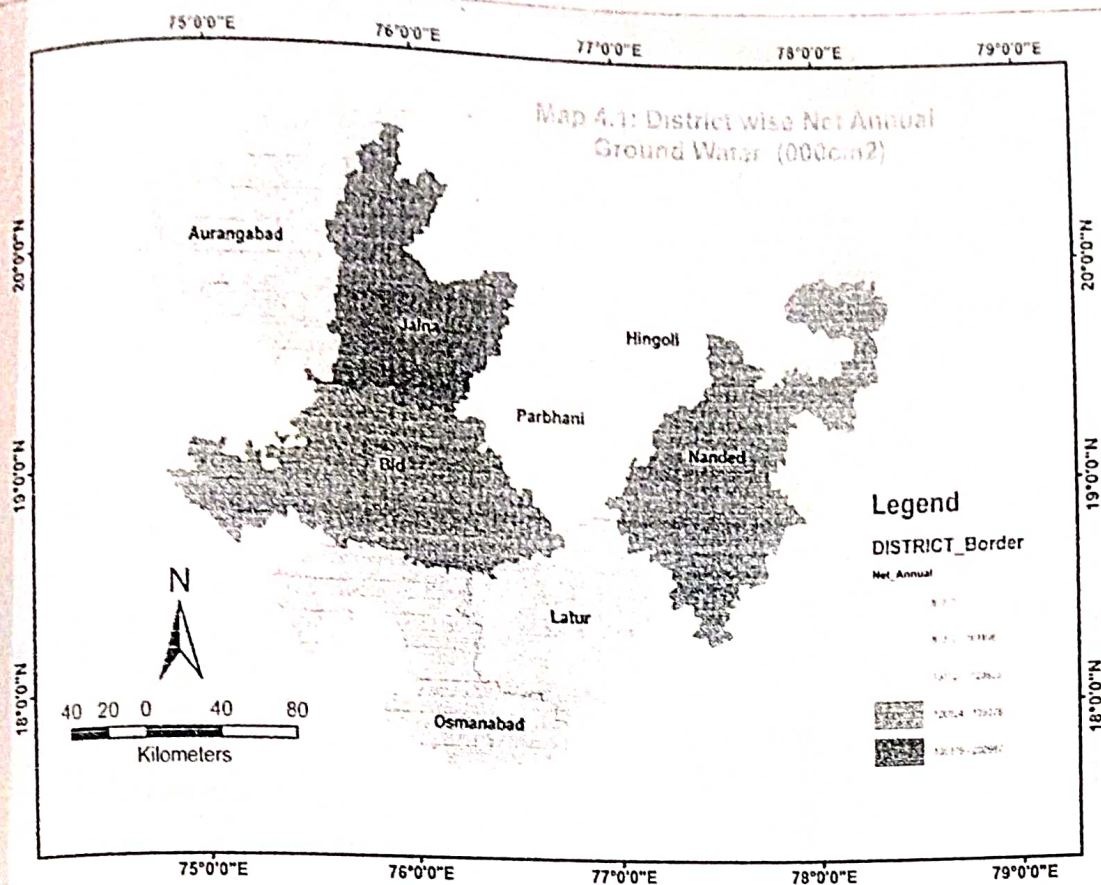 75°0'0"E 76°0'0"E 77°0'0"E 78°0'0"E 79°0'0"E
Map 4.1: District wise Net Annual
Ground Water (000cm2)
20°0'0"N
20°0'0"N
Aurangabad
Jalna
Hingoli
Parbhani
19°0'0"N
Bid
Nanded
19°0'0"N
Legend
DISTRICT_Border
Net_Annual
N
Latur
18°0'0"N
18°0'0"N
40 20 0 40 80
Kilometers
Osmanabad
75°0'0"E 76°0'0"E 77°0'0"E 78°0'0"E 79°0'0"E